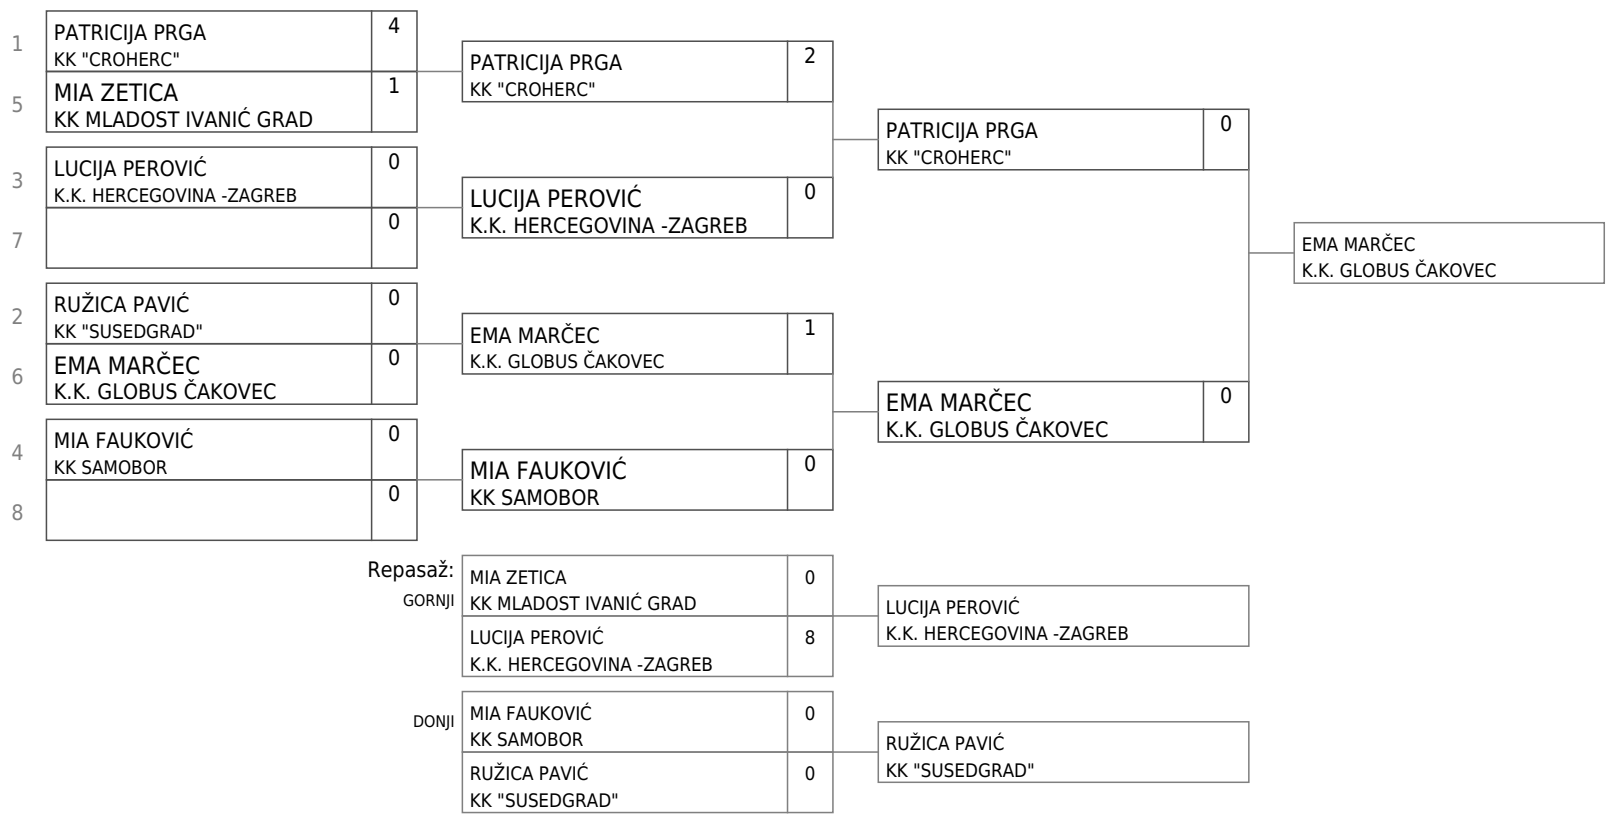 1
PATRICIJA PRGA
KK "CROHERC"
4
5
MIA ZETICA
KK MLADOST IVANIĆ GRAD
1
3
LUCIJA PEROVIĆ
K.K. HERCEGOVINA -ZAGREB
0
7
0
2
RUŽICA PAVIĆ
KK "SUSEDGRAD"
0
6
EMA MARČEC
K.K. GLOBUS ČAKOVEC
0
4
MIA FAUKOVIĆ
KK SAMOBOR
0
8
0
PATRICIJA PRGA
KK "CROHERC"
2
LUCIJA PEROVIĆ
K.K. HERCEGOVINA -ZAGREB
0
EMA MARČEC
K.K. GLOBUS ČAKOVEC
1
MIA FAUKOVIĆ
KK SAMOBOR
0
PATRICIJA PRGA
KK "CROHERC"
0
EMA MARČEC
K.K. GLOBUS ČAKOVEC
0
EMA MARČEC
K.K. GLOBUS ČAKOVEC
Repasaž:
GORNJI
MIA ZETICA
KK MLADOST IVANIĆ GRAD
0
LUCIJA PEROVIĆ
K.K. HERCEGOVINA -ZAGREB
8
LUCIJA PEROVIĆ
K.K. HERCEGOVINA -ZAGREB
DONJI
MIA FAUKOVIĆ
KK SAMOBOR
0
RUŽICA PAVIĆ
KK "SUSEDGRAD"
0
RUŽICA PAVIĆ
KK "SUSEDGRAD"